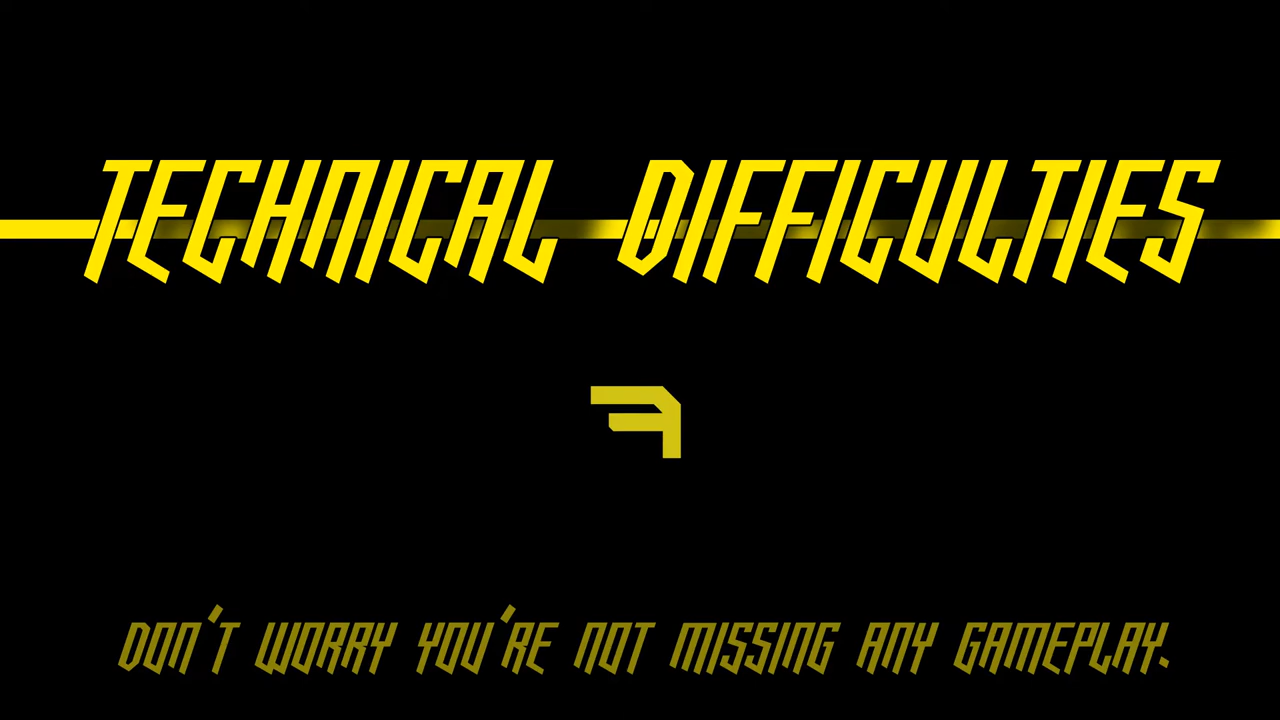 TECHNICAL DIFFICULTIES
DON'T WORRY YOU'RE NOT MISSING ANY GAMEPLAY.